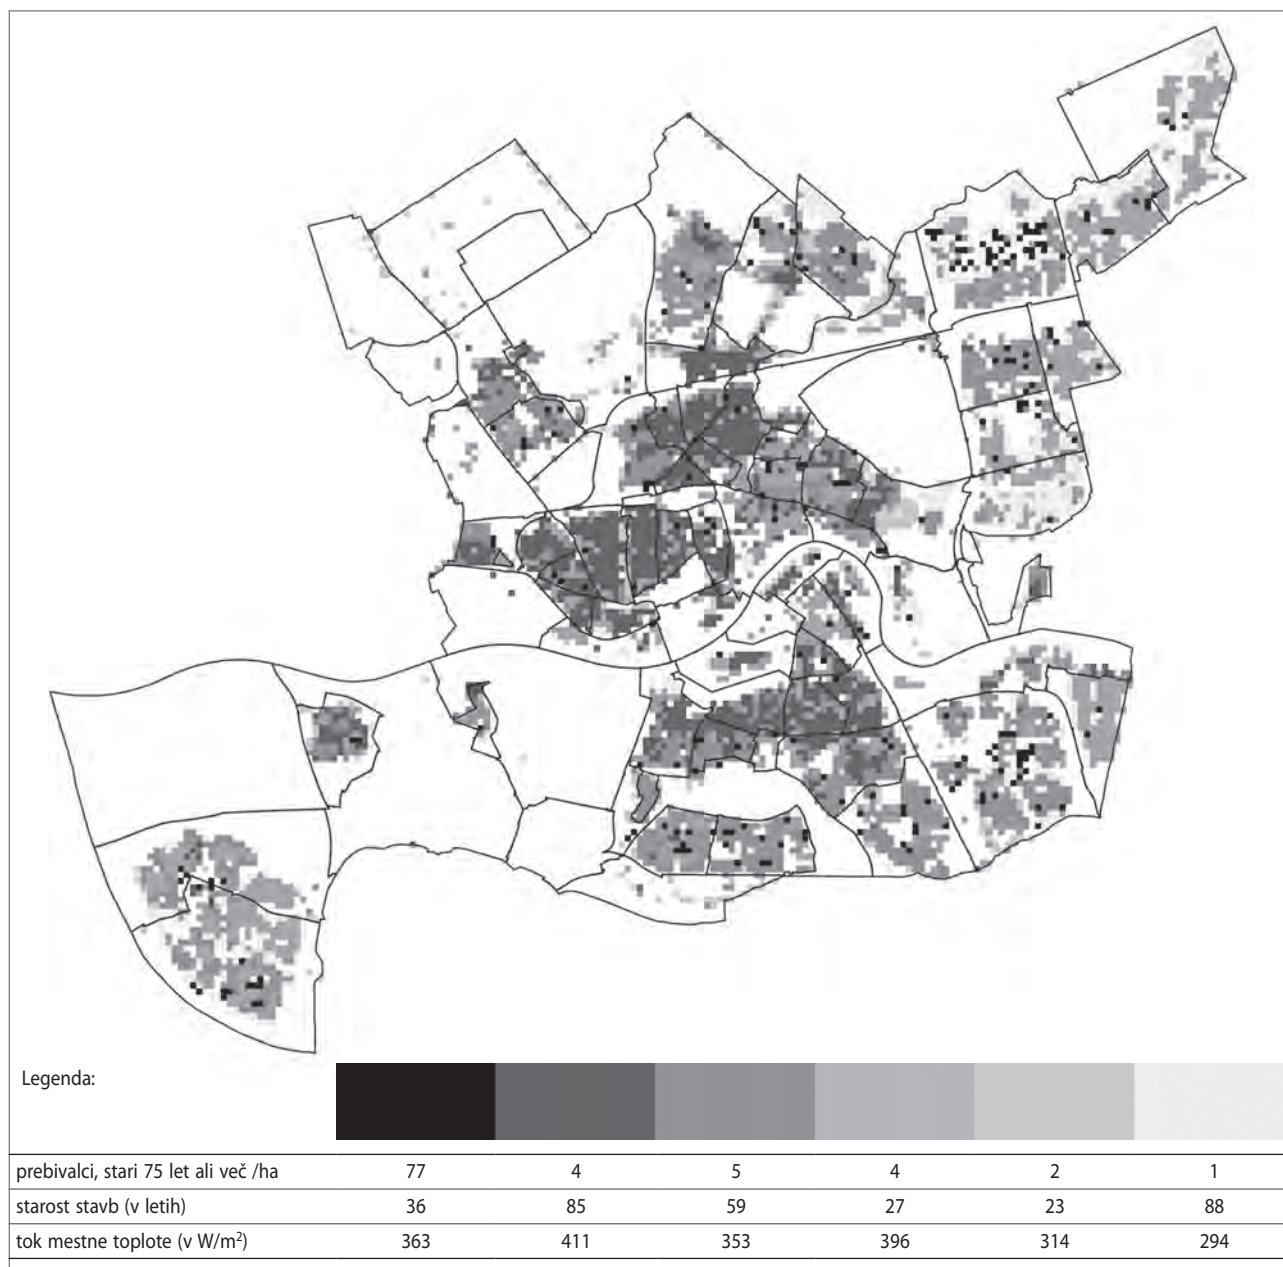 Legenda:
prebivalci, stari 75 let ali več /ha 77 4 5 4 2 1
starost stavb (v letih) 36 85 59 27 23 88
tok mestne toplote (v W/m²) 363 411 353 396 314 294